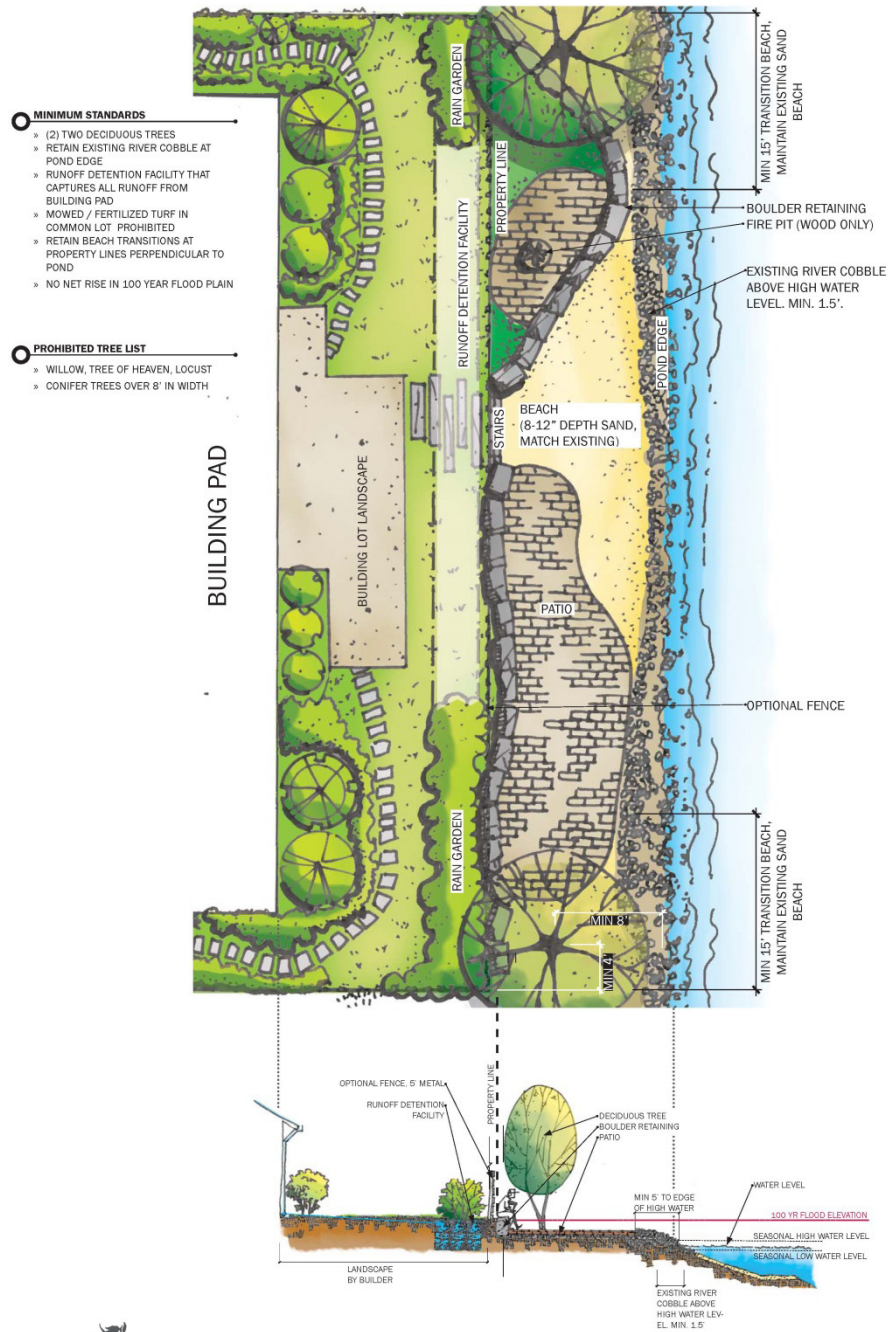 MINIMUM STANDARDS
» (2) TWO DECIDUOUS TREES
» RETAIN EXISTING RIVER COBBLE AT
POND EDGE
» RUNOFF DETENTION FACILITY THAT
CAPTURES ALL RUNOFF FROM
BUILDING PAD
» MOWED / FERTILIZED TURF IN
COMMON LOT PROHIBITED
» RETAIN BEACH TRANSITIONS AT
PROPERTY LINES PERPENDICULAR TO
POND
» NO NET RISE IN 100 YEAR FLOOD PLAIN
PROHIBITED TREE LIST
» WILLOW, TREE OF HEAVEN, LOCUST
» CONIFER TREES OVER 8' IN WIDTH
BUILDING PAD
BUILDING LOT LANDSCAPE
RAIN GARDEN
RUNOFF DETENTION FACILITY
PROPERTY LINE
STAIRS
BEACH
(8-12" DEPTH SAND,
MATCH EXISTING)
POND EDGE
MIN 15' TRANSITION BEACH,
MAINTAIN EXISTING SAND
BEACH
BOULDER RETAINING
FIRE PIT (WOOD ONLY)
EXISTING RIVER COBBLE
ABOVE HIGH WATER
LEVEL. MIN. 1.5'.
PATIO
OPTIONAL FENCE
RAIN GARDEN
MIN 8'
MIN 4'
MIN 15' TRANSITION BEACH,
MAINTAIN EXISTING SAND
BEACH
OPTIONAL FENCE, 5' METAL
RUNOFF DETENTION
FACILITY
PROPERTY LINE
DECIDUOUS TREE
BOULDER RETAINING
PATIO
MIN 5' TO EDGE
OF HIGH WATER
WATER LEVEL
100 YR FLOOD ELEVATION
SEASONAL HIGH WATER LEVEL
SEASONAL LOW WATER LEVEL
LANDSCAPE
BY BUILDER
EXISTING RIVER
COBBLE ABOVE
HIGH WATER LEV-
EL. MIN. 1.5'